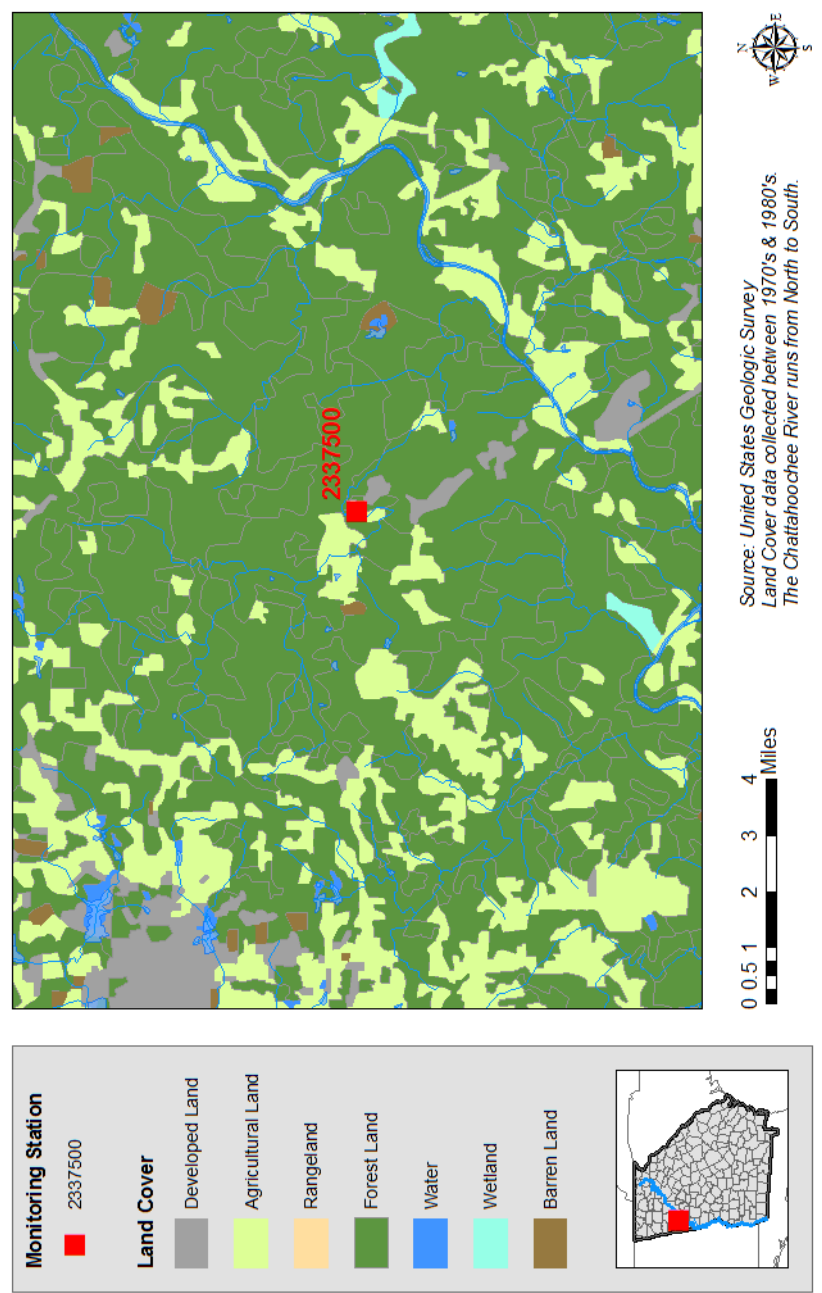 Monitoring Station
2337500
Land Cover
Developed Land
Agricultural Land
Rangeland
Forest Land
Water
Wetland
Barren Land
2337500
0 0.5 1 2 3 4
Miles
Source: United States Geologic Survey
Land Cover data collected between 1970's & 1980's.
The Chattahoochee River runs from North to South.
N
W E
S